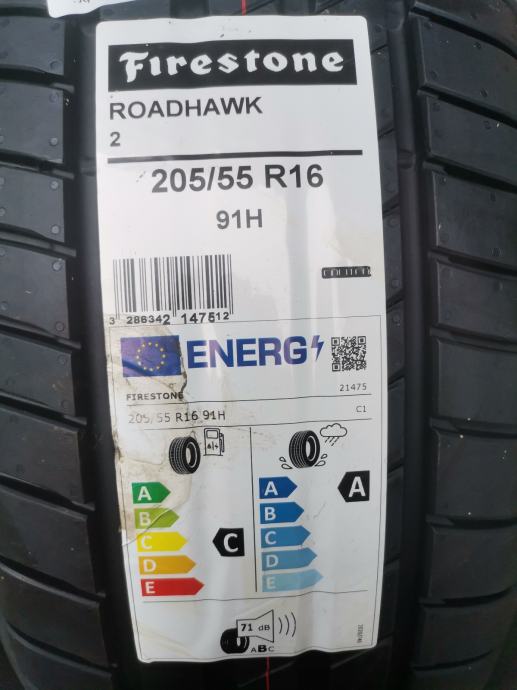 Firestone
ROADHAWK
2
205/55 R16
91H
3 286342 147512
ENERG
FIRESTONE
21475
205/55 R16 91H
C1
A
B
C
D
E
C
A
B
C
D
E
A
71 dB
ABC